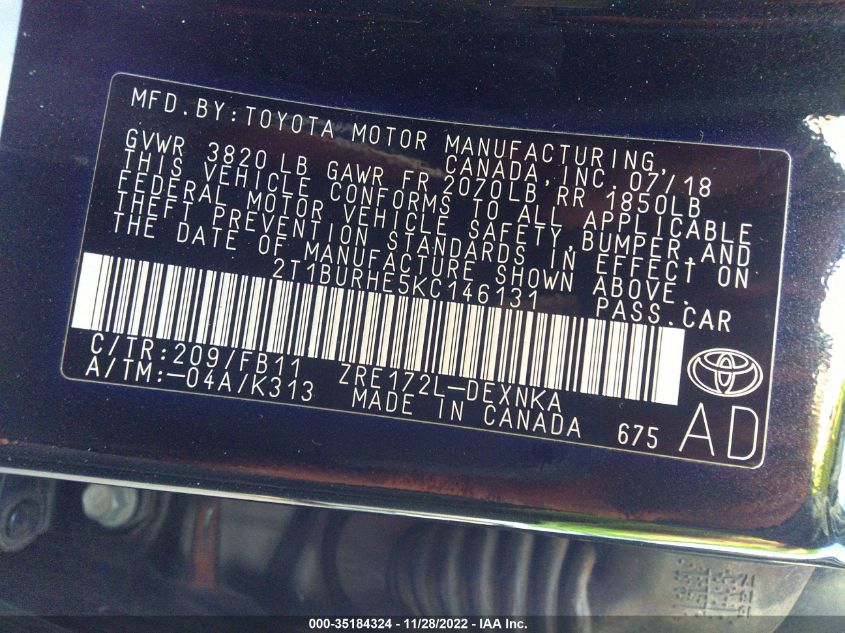 MFD.BY:TOYOTA MOTOR MANUFACTURING,
CANADA, INC. 07/18
GVWR 3820 LB GAWR FR 2070LB, RR 1850LB
THIS VEHICLE CONFORMS TO ALL APPLICABLE
FEDERAL MOTOR VEHICLE SAFETY,BUMPER,AND
THEFT PREVENTION STANDARDS IN EFFECT ON
THE DATE OF MANUFACTURE SHOWN ABOVE.
2T1BURHE5KC146131 PASS.CAR
C/TR:209/FB11 ZRE172L-DEXNKA
A/TM:-04A/K313 MADE IN CANADA 675 AD
000-35184324 - 11/28/2022 - IAA Inc.